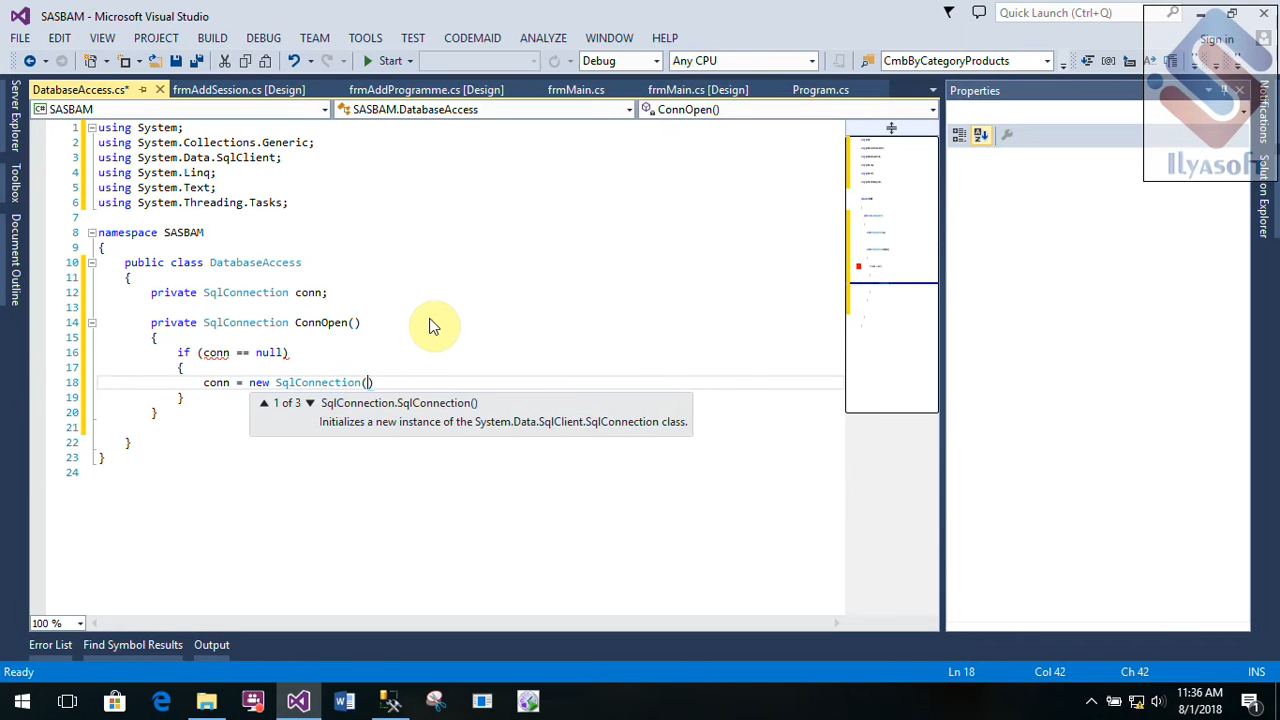 SASBAM - Microsoft Visual Studio
Quick Launch (Ctrl+Q)
FILE EDIT VIEW PROJECT BUILD DEBUG TEAM TOOLS TEST CODEMAID ANALYZE WINDOW HELP
Sign in
Start Debug Any CPU CmbByCategoryProducts
DatabaseAccess.cs* frmAddSession.cs [Design] frmAddProgramme.cs [Design] frmMain.cs frmMain.cs [Design] Program.cs
Properties
SASBAM SASBAM.DatabaseAccess ConnOpen()
Server Explorer
Toolbox
Document Outline
Notifications
Solution Explorer
Ilyasoft
1 using System;
2 using System.Collections.Generic;
3 using System.Data.SqlClient;
4 using System.Linq;
5 using System.Text;
6 using System.Threading.Tasks;
7
8 namespace SASBAM
9 {
10 public class DatabaseAccess
11 {
12 private SqlConnection conn;
13
14 private SqlConnection ConnOpen()
15 {
16 if (conn == null)
17 {
18 conn = new SqlConnection()
19 }
20 }
21
22 }
23 }
24
1 of 3 SqlConnection.SqlConnection()
Initializes a new instance of the System.Data.SqlClient.SqlConnection class.
100 %
Error List Find Symbol Results Output
Ready Ln 18 Col 42 Ch 42 INS
11:36 AM
8/1/2018
1